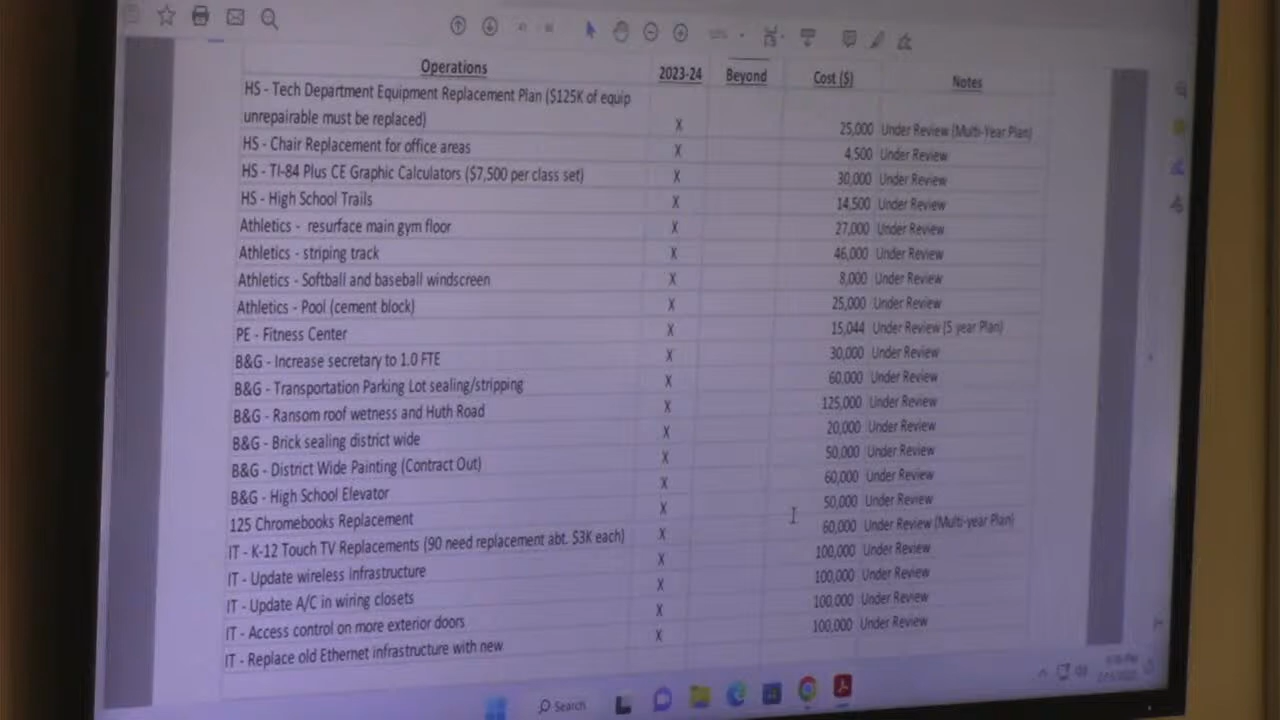 Operations 2023-24 Beyond Cost ($) Notes
HS - Tech Department Equipment Replacement Plan ($125K of equip
unrepairable must be replaced) X 25,000 Under Review (Multi-Year Plan)
HS - Chair Replacement for office areas X 4,500 Under Review
HS - TI-84 Plus CE Graphic Calculators ($7,500 per class set) X 30,000 Under Review
HS - High School Trails X 14,500 Under Review
Athletics - resurface main gym floor X 27,000 Under Review
Athletics - striping track X 46,000 Under Review
Athletics - Softball and baseball windscreen X 8,000 Under Review
Athletics - Pool (cement block) X 25,000 Under Review
PE - Fitness Center X 15,044 Under Review (5 year Plan)
B&G - Increase secretary to 1.0 FTE X 30,000 Under Review
B&G - Transportation Parking Lot sealing/stripping X 60,000 Under Review
B&G - Ransom roof wetness and Huth Road X 125,000 Under Review
B&G - Brick sealing district wide X 20,000 Under Review
B&G - District Wide Painting (Contract Out) X 50,000 Under Review
B&G - High School Elevator X 60,000 Under Review
125 Chromebooks Replacement X 50,000 Under Review
IT - K-12 Touch TV Replacements (90 need replacement abt. $3K each) X 60,000 Under Review (Multi-year Plan)
IT - Update wireless infrastructure X 100,000 Under Review
IT - Update A/C in wiring closets X 100,000 Under Review
IT - Access control on more exterior doors X 100,000 Under Review
IT - Replace old Ethernet infrastructure with new X 100,000 Under Review
Search